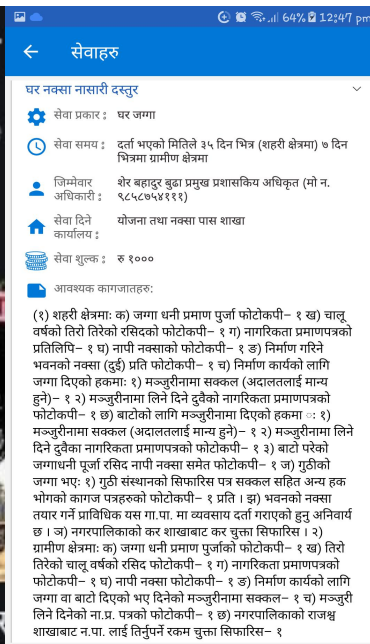 64% 12:47 pm
सेवाहरु
घर नक्सा नासारी दस्तुर
सेवा प्रकार : घर जग्गा
सेवा समय : दर्ता भएको मितिले ३५ दिन भित्र (शहरी क्षेत्रमा) ७ दिन
भित्रमा ग्रामीण क्षेत्रमा
जिम्मेवार
अधिकारी : शेर बहादुर बुढा प्रमुख प्रशासकिय अधिकृत (मो न.
९८५८७५४१११)
सेवा दिने
कार्यालय : योजना तथा नक्सा पास शाखा
सेवा शुल्क : रु १०००
आवश्यक कागजातहरु:
(१) शहरी क्षेत्रमाः क) जग्गा धनी प्रमाण पुर्जा फोटोकपी– १ ख) चालू
वर्षको तिरो तिरेको रसिदको फोटोकपी– १ ग) नागरिकता प्रमाणपत्रको
प्रतिलिपि– १ घ) नापी नक्साको फोटोकपी– १ ङ) निर्माण गरिने
भवनको नक्सा (दुई) प्रति फोटोकपी– १ च) निर्माण कार्यको लागि
जग्गा दिएको हकमाः १) मञ्जुरीनामा सक्कल (अदालतलाई मान्य
हुने)– १ २) मञ्जुरीनामा लिने दिने दुवैको नागरिकता प्रमाणपत्रको
फोटोकपी– १ छ) बाटोको लागि मञ्जुरीनामा दिएको हकमा ः १)
मञ्जुरीनामा सक्कल (अदालतलाई मान्य हुने)– १ २) मञ्जुरीनामा लिने
दिने दुवैका नागरिकता प्रमाणपत्रको फोटोकपी– १ ३) बाटो परेको
जग्गाधनी पूर्जा रसिद नापी नक्सा समेत फोटोकपी– १ ज) गुठीको
जग्गा भएः १) गुठी संस्थानको सिफारिस पत्र सक्कल सहित अन्य हक
भोगको कागज पत्रहरुको फोटोकपी– १ प्रति । झ) भवनको नक्सा
तयार गर्ने प्राविधिक यस गा.पा. मा व्यवसाय दर्ता गराएको हुनु अनिवार्य
छ । ञ) नगरपालिकाको कर शाखाबाट कर चुक्ता सिफारिस । २)
ग्रामीण क्षेत्रमाः क) जग्गा धनी प्रमाण पुर्जाको फोटोकपी– १ ख) तिरो
तिरेको चालू वर्षको रसिद फोटोकपी– १ ग) नागरिकता प्रमाणपत्रको
फोटोकपी– १ घ) नापी नक्सा फोटोकपी– १ ङ) निर्माण कार्यको लागि
जग्गा वा बाटो दिएको भए दिनेको मञ्जुरीनामा सक्कल– १ च) मञ्जुरी
लिने दिनेको ना.प्र. पत्रको फोटोकपी– १ छ) नगरपालिकाको राजश्व
शाखाबाट न.पा. लाई तिर्नुपर्ने रकम चुक्ता सिफारिस– १